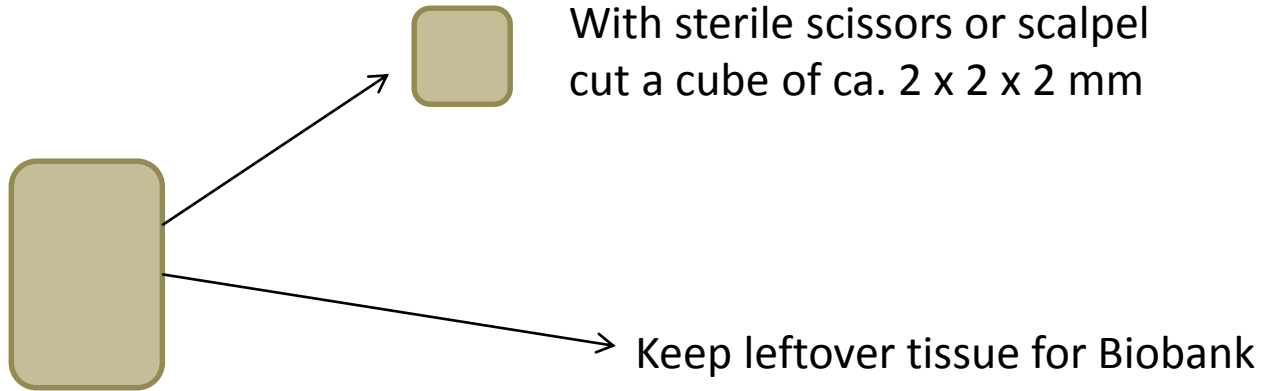 With sterile scissors or scalpel
cut a cube of ca. 2 x 2 x 2 mm
Keep leftover tissue for Biobank